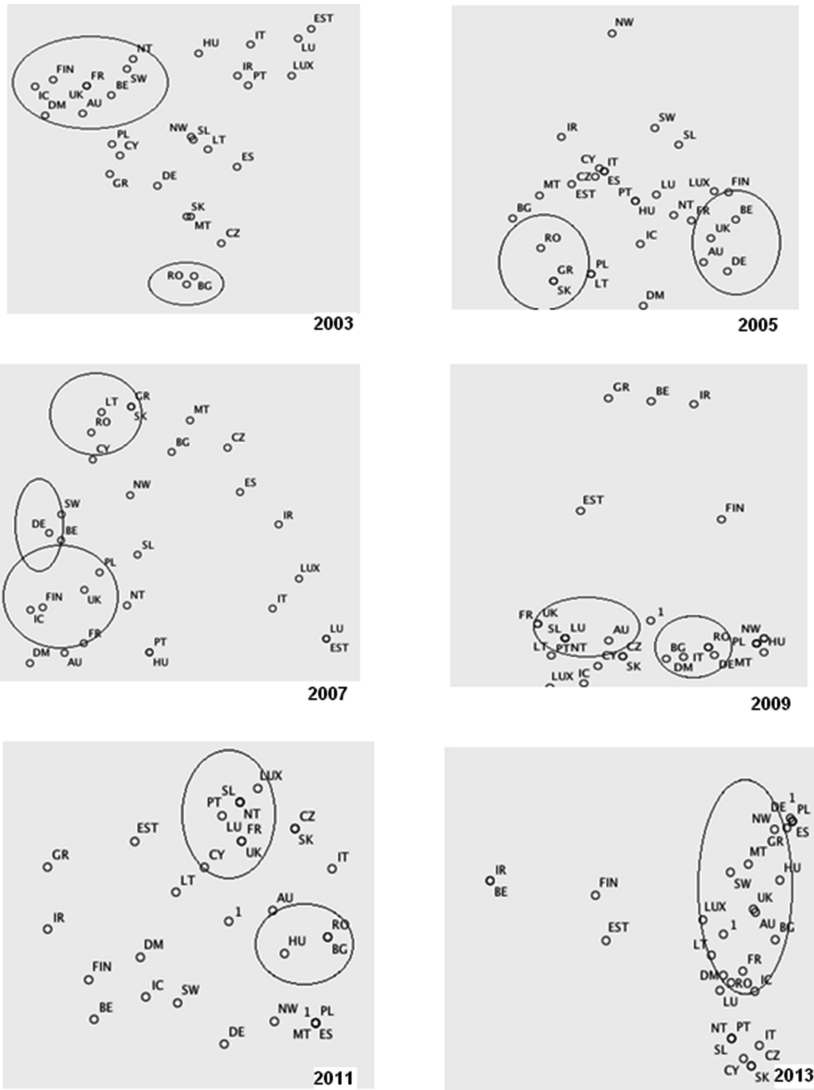 EST
IT
LU
HU
NT
IR
LUX
PT
FIN
FR
SW
IC
UK
BE
DM
AU
NW
SL
LT
PL
CY
ES
GR
DE
SK
MT
CZ
RO
BG
2003
NW
SW
IR
SL
CY
IT
CZ
ES
MT
EST
PT
LU
LUX
FIN
BG
HU
NT
FR
BE
UK
RO
IC
AU
DE
GR
PL
SK
LT
DM
2005
LT
GR
SK
RO
MT
CY
BG
CZ
SW
NW
ES
DE
BE
IR
SL
PL
LUX
FIN
UK
NT
IT
IC
FR
LU
EST
DM
AU
PT
HU
2007
GR
BE
IR
EST
FIN
FR
UK
1
SL
LU
AU
LT
PT
NT
CZ
CY
SK
RO
PL
NW
HU
BG
IT
DM
DE
MT
LUX
IC
2009
LUX
SL
PT
NT
LU
FR
UK
CZ
SK
EST
CY
GR
IT
LT
AU
1
IR
RO
HU
BG
DM
FIN
IC
SW
BE
NW
1
PL
MT
ES
DE
2011
DE
1
PL
NW
ES
GR
MT
HU
IR
BE
SW
FIN
LUX
UK
AU
EST
1
BG
LT
FR
DM
RO
IC
LU
NT
PT
IT
SL
CZ
CY
SK
2013